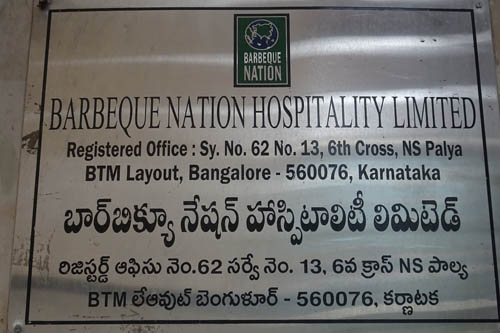 BARBEQUE
NATION
BARBEQUE NATION HOSPITALITY LIMITED
Registered Office : Sy. No. 62 No. 13, 6th Cross, NS Palya
BTM Layout, Bangalore - 560076, Karnataka
బార్‌బిక్యూ నేషన్ హాస్పిటాలిటీ లిమిటెడ్
రిజిస్టర్డ్ ఆఫిసు నెం.62 సర్వే నెం. 13, 6వ క్రాస్ NS పాల్య
BTM లేఅవుట్ బెంగుళూర్ - 560076, కర్ణాటక